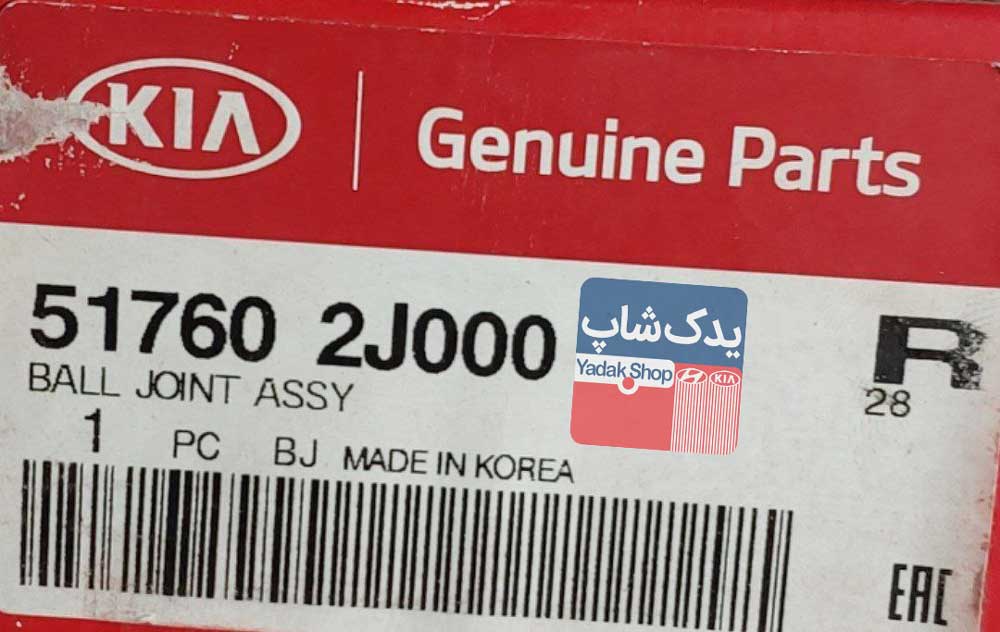 KIA Genuine Parts
51760 2J000 R
BALL JOINT ASSY 28
1 PC BJ MADE IN KOREA
یدک شاپ
Yadak Shop KIA
EAC